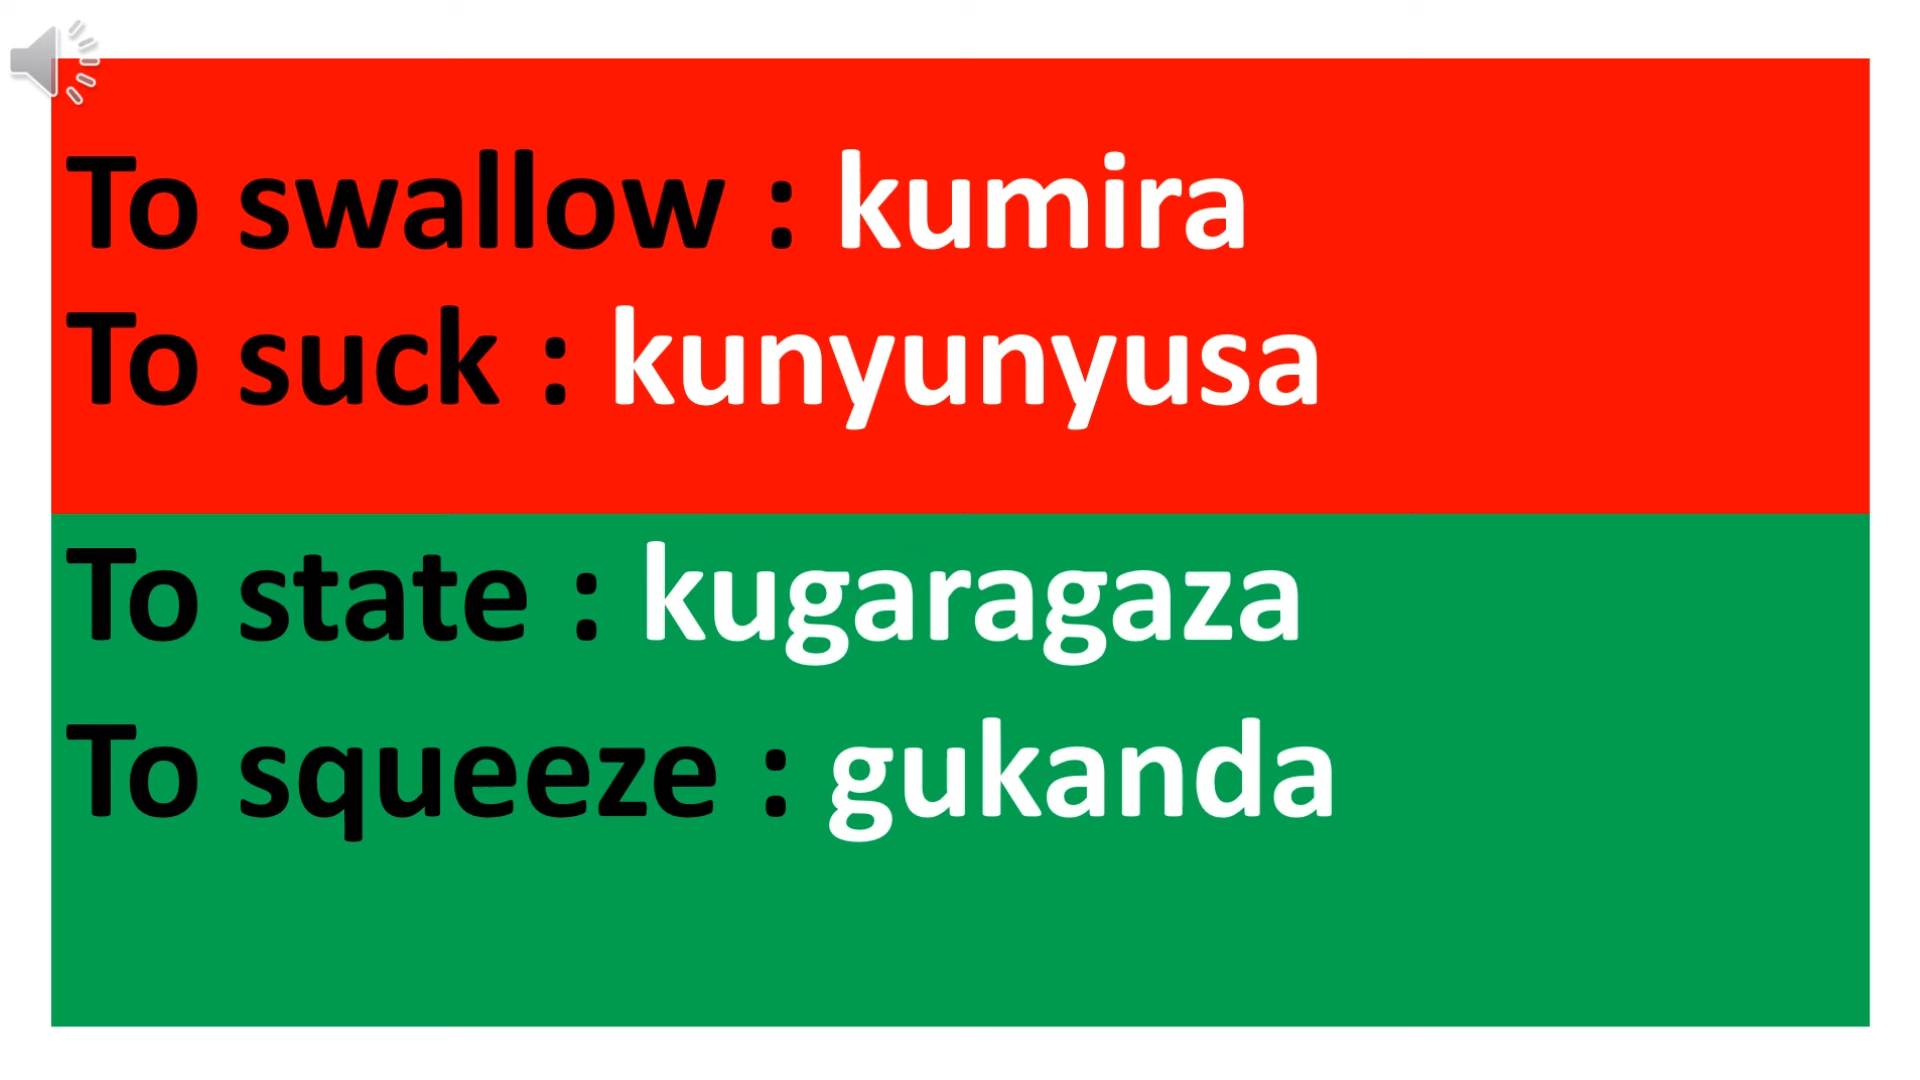 To swallow : kumira
To suck : kunyunyusa
To state : kugaragaza
To squeeze : gukanda